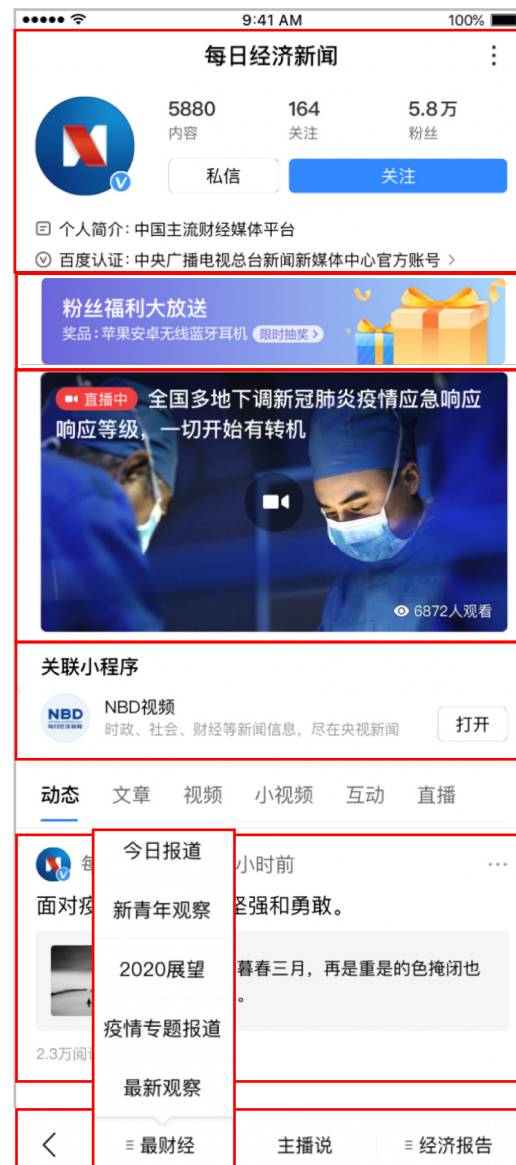 9:41 AM
100%
每日经济新闻
5880
164
5.8万
内容
关注
粉丝
私信
关注
个人简介:中国主流财经媒体平台
百度认证:中央广播电视总台新闻新媒体中心官方账号
粉丝福利大放送
奖品:苹果安卓无线蓝牙耳机 限时抽奖
直播中 全国多地下调新冠肺炎疫情应急响应
响应等级，一切开始有转机
6872人观看
关联小程序
NBD
每日经济新闻
NBD视频
时政、社会、财经等新闻信息，尽在央视新闻
打开
动态 文章 视频 小视频 互动 直播
小时前
面对疫 坚强和勇敢。
暮春三月，再是重是的色掩闭也
。
2.3万阅
今日报道
新青年观察
2020展望
疫情专题报道
最新观察
最财经
主播说
经济报告